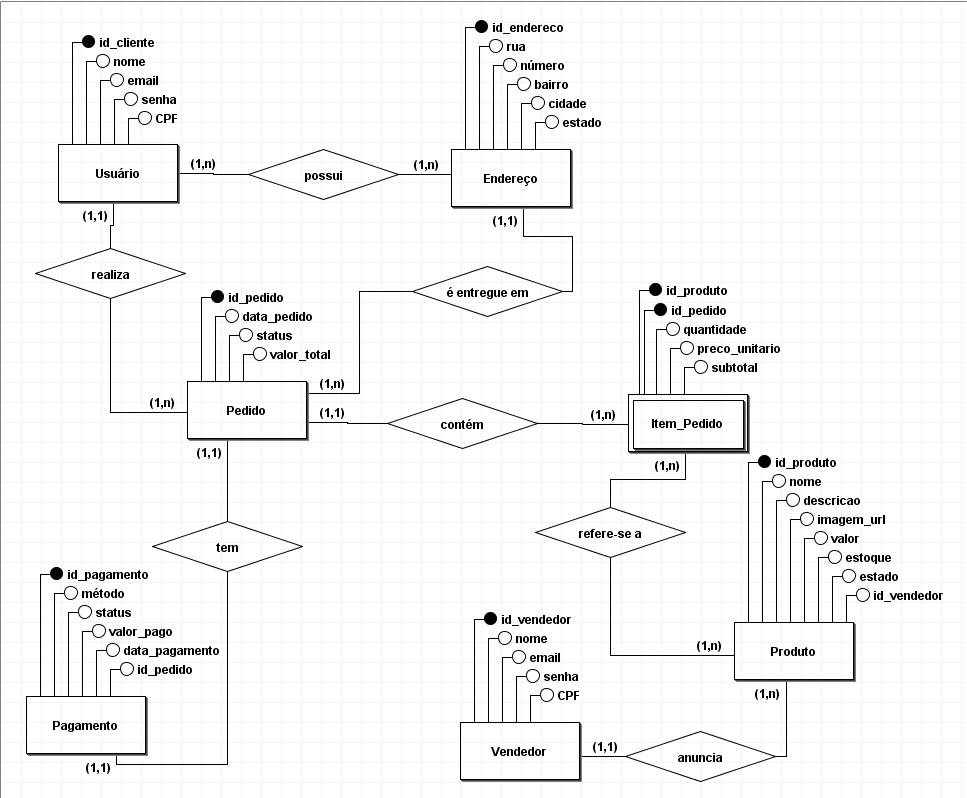 id_cliente
nome
email
senha
CPF
Usuário
(1,n)
possui
(1,n)
id_endereco
rua
número
bairro
cidade
estado
Endereço
(1,1)
realiza
(1,n)
(1,1)
é entregue em
(1,n)
id_pedido
data_pedido
status
valor_total
Pedido
(1,1)
contém
(1,n)
id_produto
id_pedido
quantidade
preco_unitario
subtotal
Item_Pedido
(1,n)
refere-se a
(1,n)
id_produto
nome
descricao
imagem_url
valor
estoque
estado
id_vendedor
Produto
(1,n)
(1,1)
tem
(1,1)
id_pagamento
método
status
valor_pago
data_pagamento
id_pedido
Pagamento
id_vendedor
nome
email
senha
CPF
Vendedor
(1,1)
anuncia